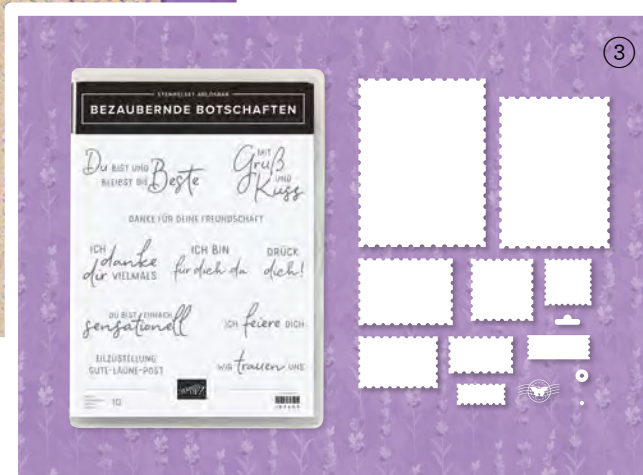 3
STEMPELSET ABLÖSBAR
BEZAUBERNDE BOTSCHAFTEN
Du BIST UND
BLEIBST DIE Beste
MIT
Gruß
UND
Kuss
DANKE FÜR DEINE FREUNDSCHAFT
ICH
danke
dir VIELMALS
ICH BIN
für dich da
DRÜCK
dich!
DU BIST EINFACH
sensationell
ICH feiere DICH
EILZUSTELLUNG
GUTE-LAUNE-POST
WIR trauen UNS
10